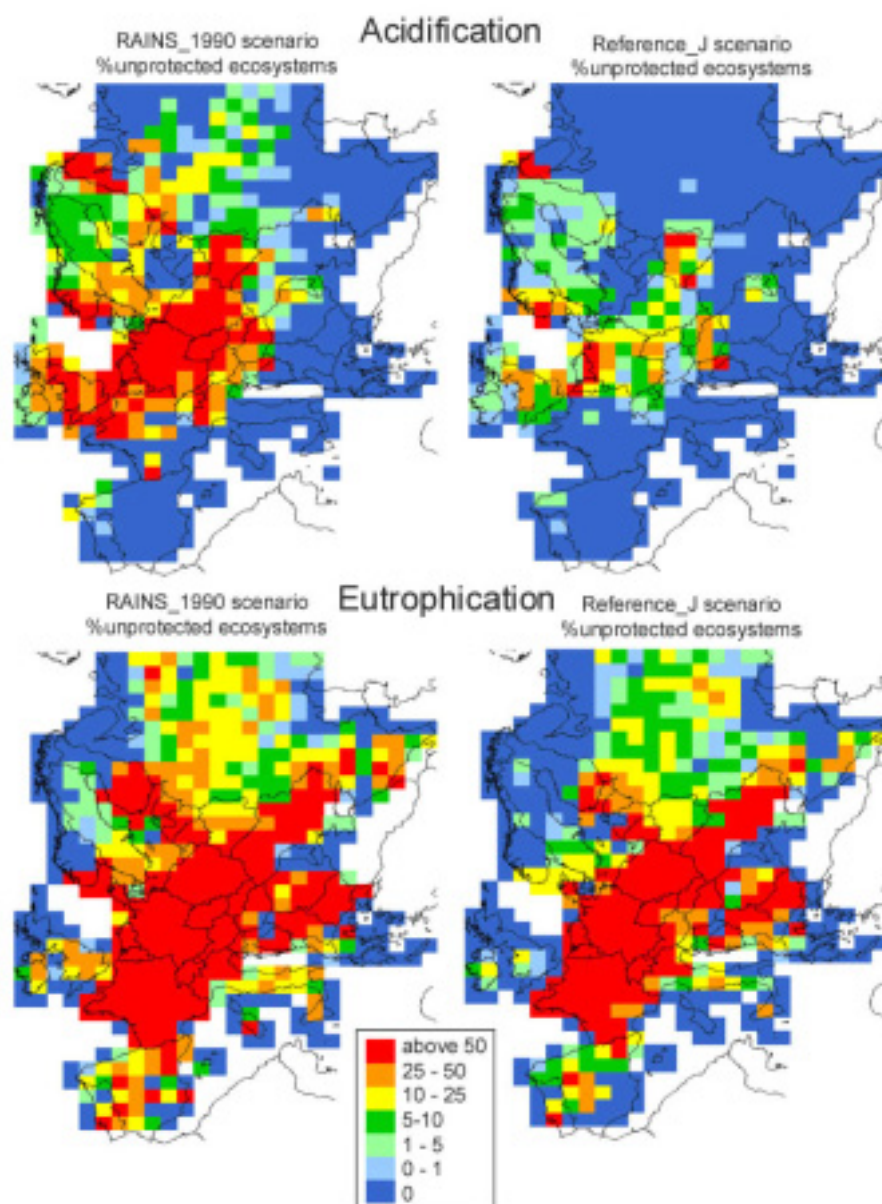 Acidification
RAINS_1990 scenario
%unprotected ecosystems
Reference_J scenario
%unprotected ecosystems
Eutrophication
RAINS_1990 scenario
%unprotected ecosystems
Reference_J scenario
%unprotected ecosystems
above 50
25 - 50
10 - 25
5-10
1 - 5
0 - 1
0